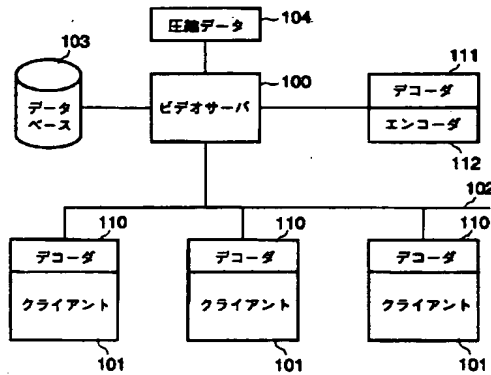 圧縮データ
104
103
データ
ベース
ビデオサーバ
100
111
デコーダ
エンコーダ
112
102
110
110
110
デコーダ
デコーダ
デコーダ
クライアント
クライアント
クライアント
101
101
101